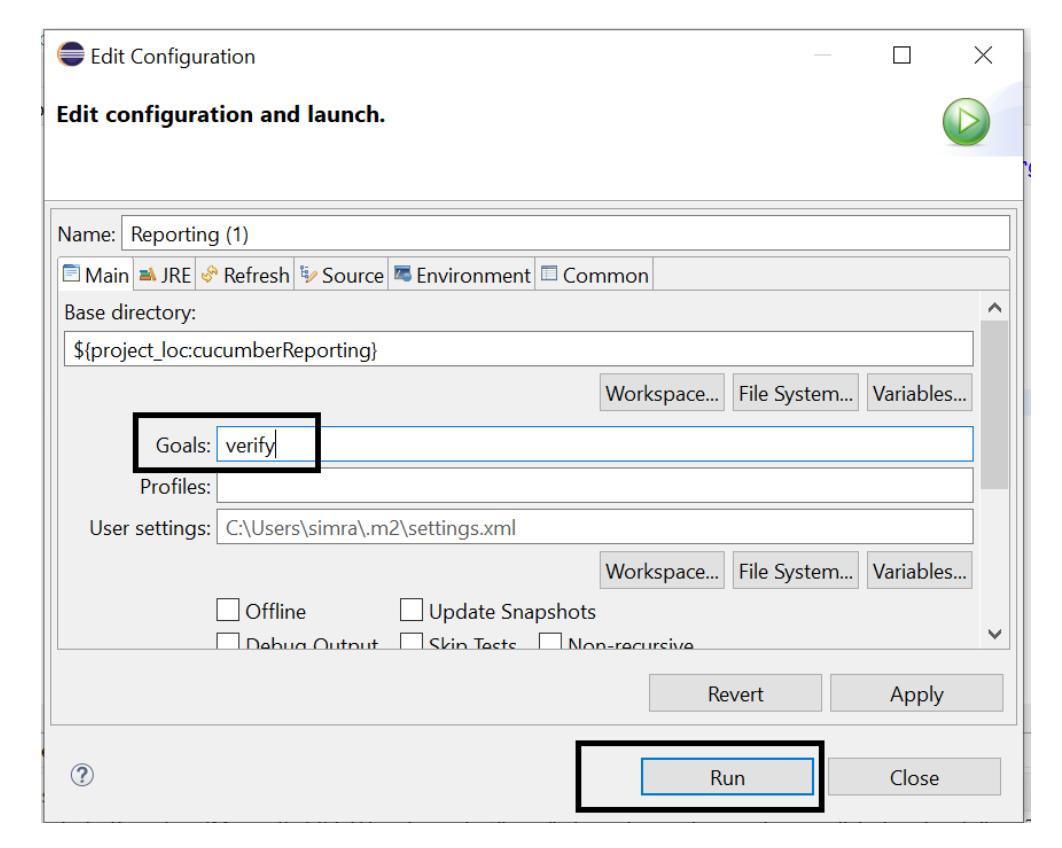 Edit Configuration
Edit configuration and launch.
Name: Reporting (1)
Main JRE Refresh Source Environment Common
Base directory:
${project_loc:cucumberReporting}
Workspace... File System... Variables...
Goals: verify
Profiles:
User settings: C:\Users\simra\.m2\settings.xml
Workspace... File System... Variables...
Offline Update Snapshots
Debug Output Skip Tests Non-recursive
Revert Apply
Run Close